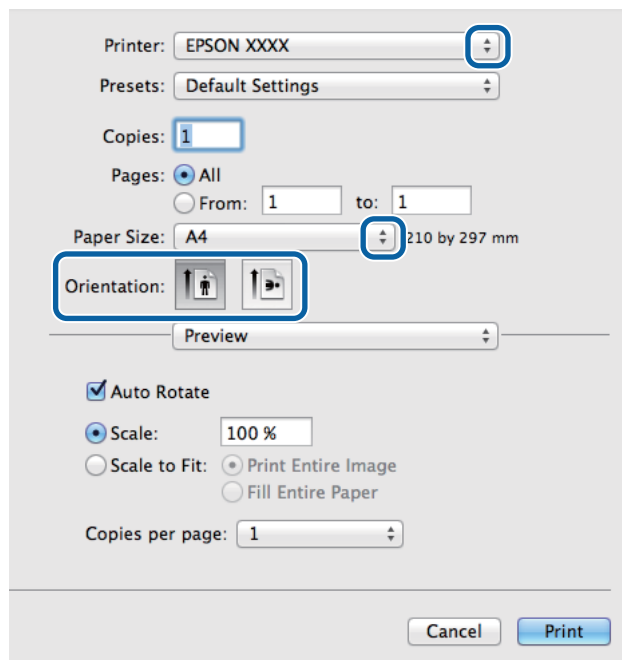 Printer: EPSON XXXX
Presets: Default Settings
Copies: 1
Pages: All
From: 1 to: 1
Paper Size: A4 210 by 297 mm
Orientation:
Preview
Auto Rotate
Scale: 100 %
Scale to Fit: Print Entire Image
Fill Entire Paper
Copies per page: 1
Cancel Print